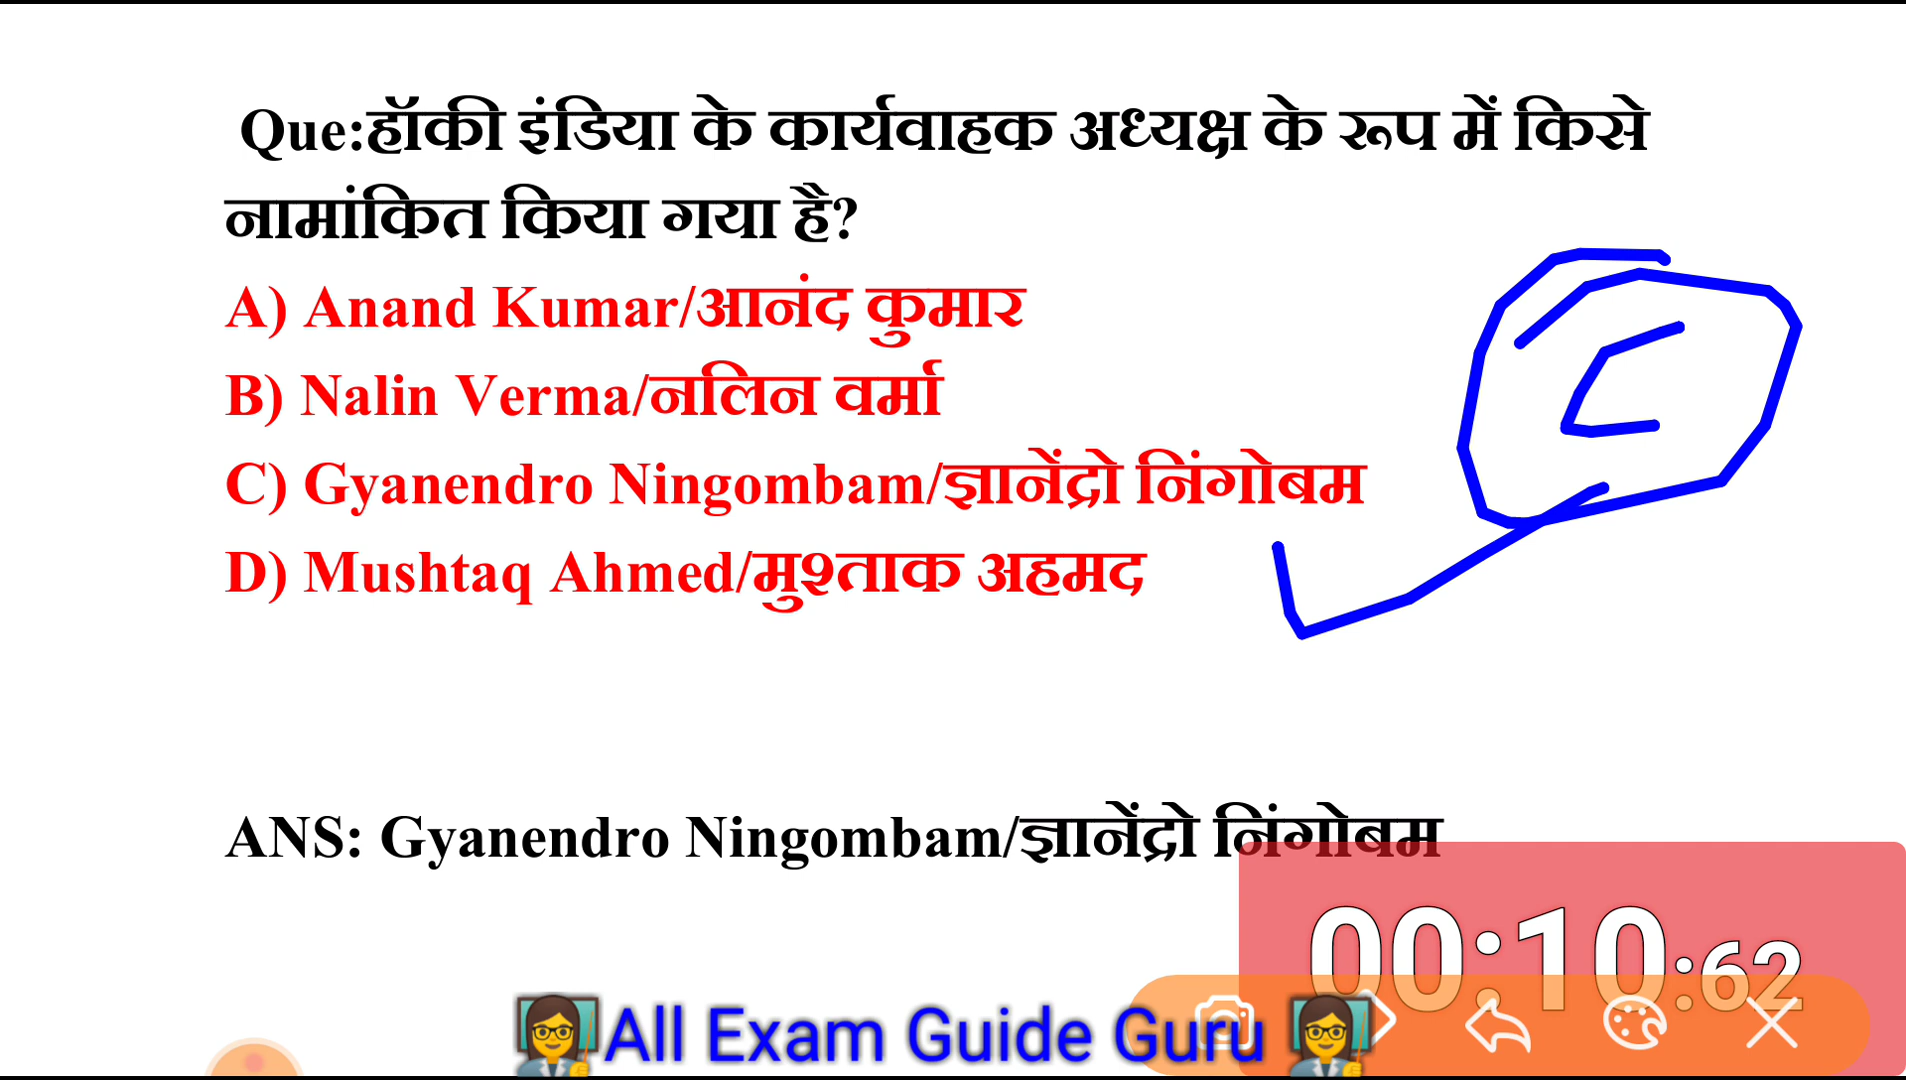 Que:हॉकी इंडिया के कार्यवाहक अध्यक्ष के रूप में किसे
नामांकित किया गया है?
A) Anand Kumar/आनंद कुमार
B) Nalin Verma/नलिन वर्मा
C) Gyanendro Ningombam/ज्ञानेंद्रो निंगोबम
D) Mushtaq Ahmed/मुश्ताक अहमद
C
ANS: Gyanendro Ningombam/ज्ञानेंद्रो निंगोबम
00:10:62
All Exam Guide Guru